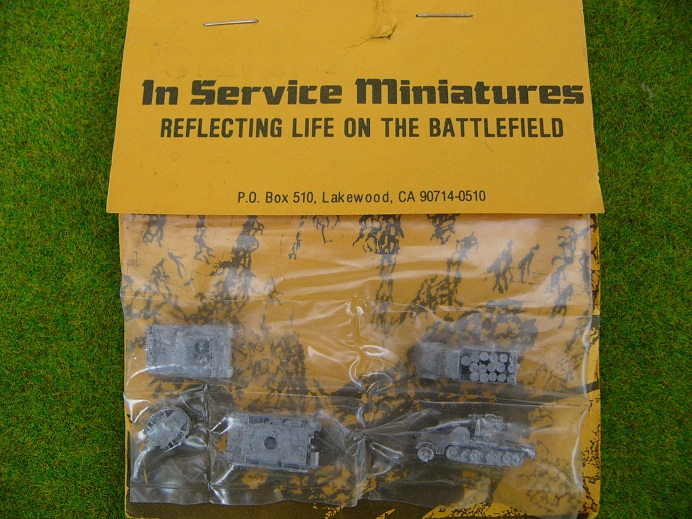 In Service Miniatures
REFLECTING LIFE ON THE BATTLEFIELD
P.O. Box 510, Lakewood, CA 90714-0510